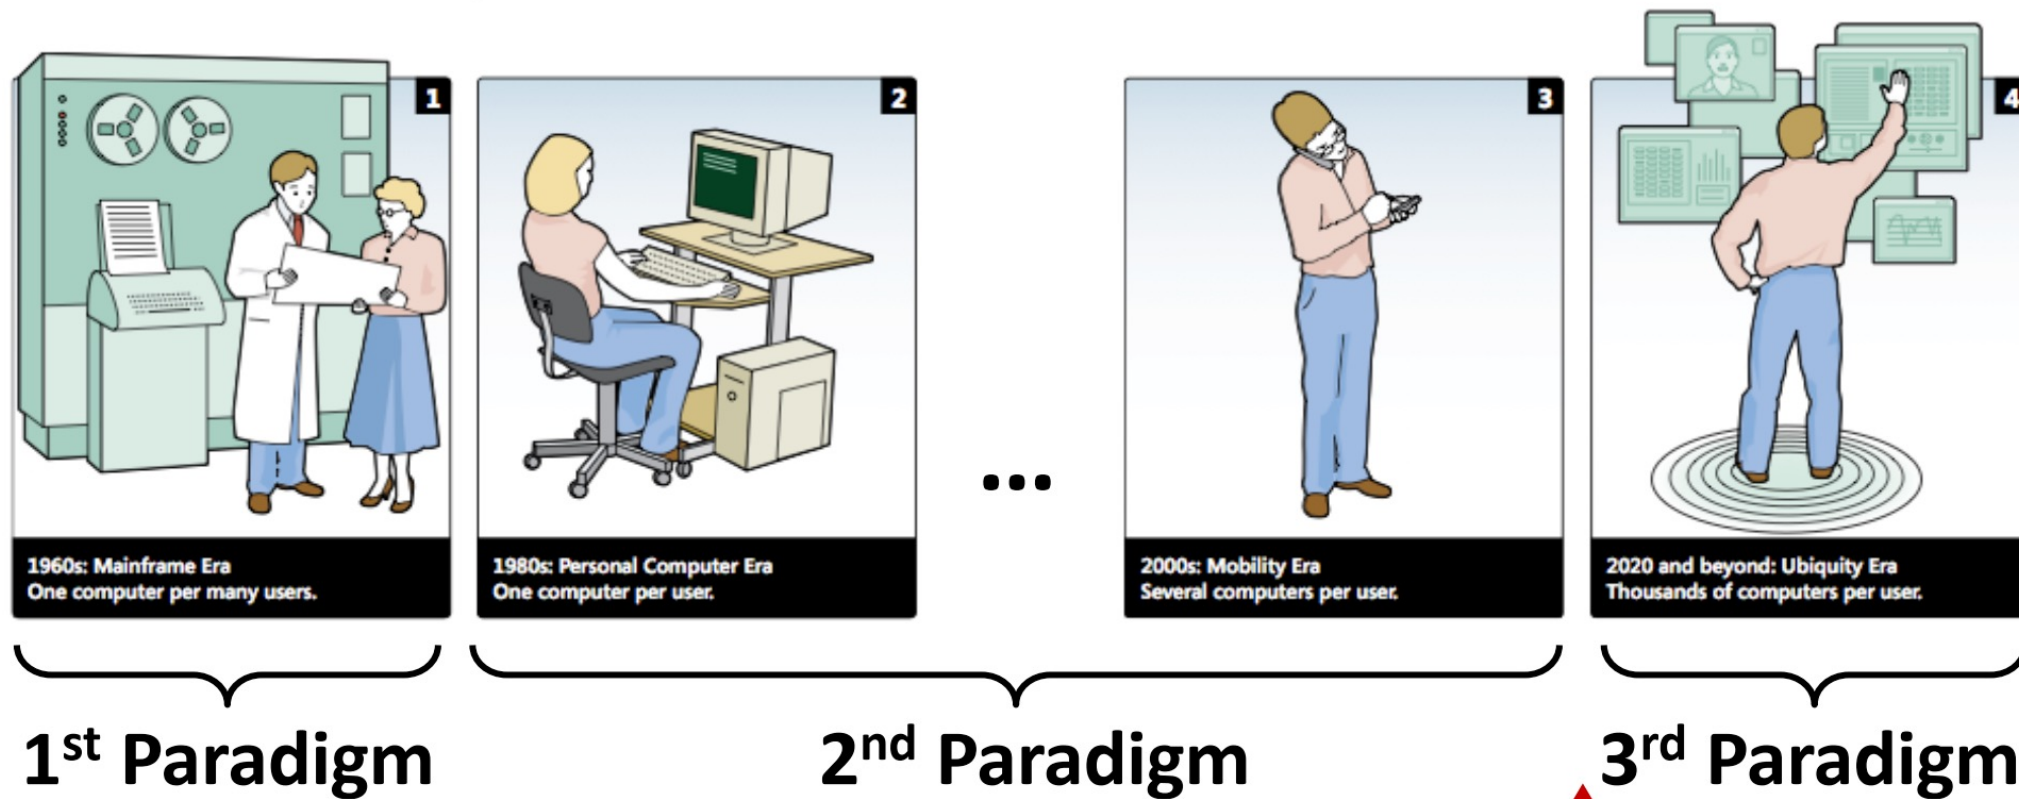 1
1960s: Mainframe Era
One computer per many users.
2
1980s: Personal Computer Era
One computer per user.
...
3
2000s: Mobility Era
Several computers per user.
4
2020 and beyond: Ubiquity Era
Thousands of computers per user.
1st Paradigm
2nd Paradigm
3rd Paradigm